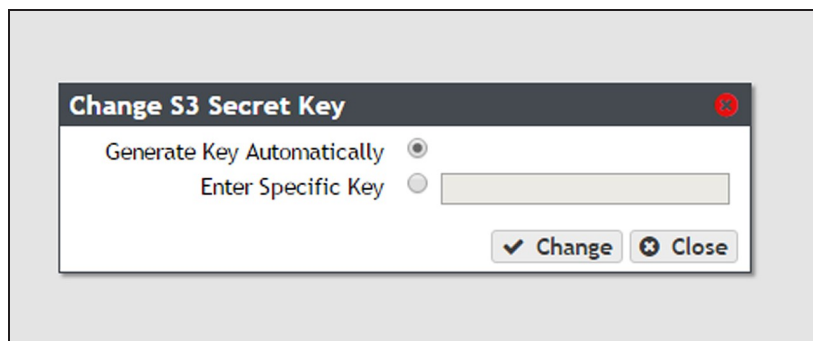 Change S3 Secret Key
Generate Key Automatically
Enter Specific Key
Change Close